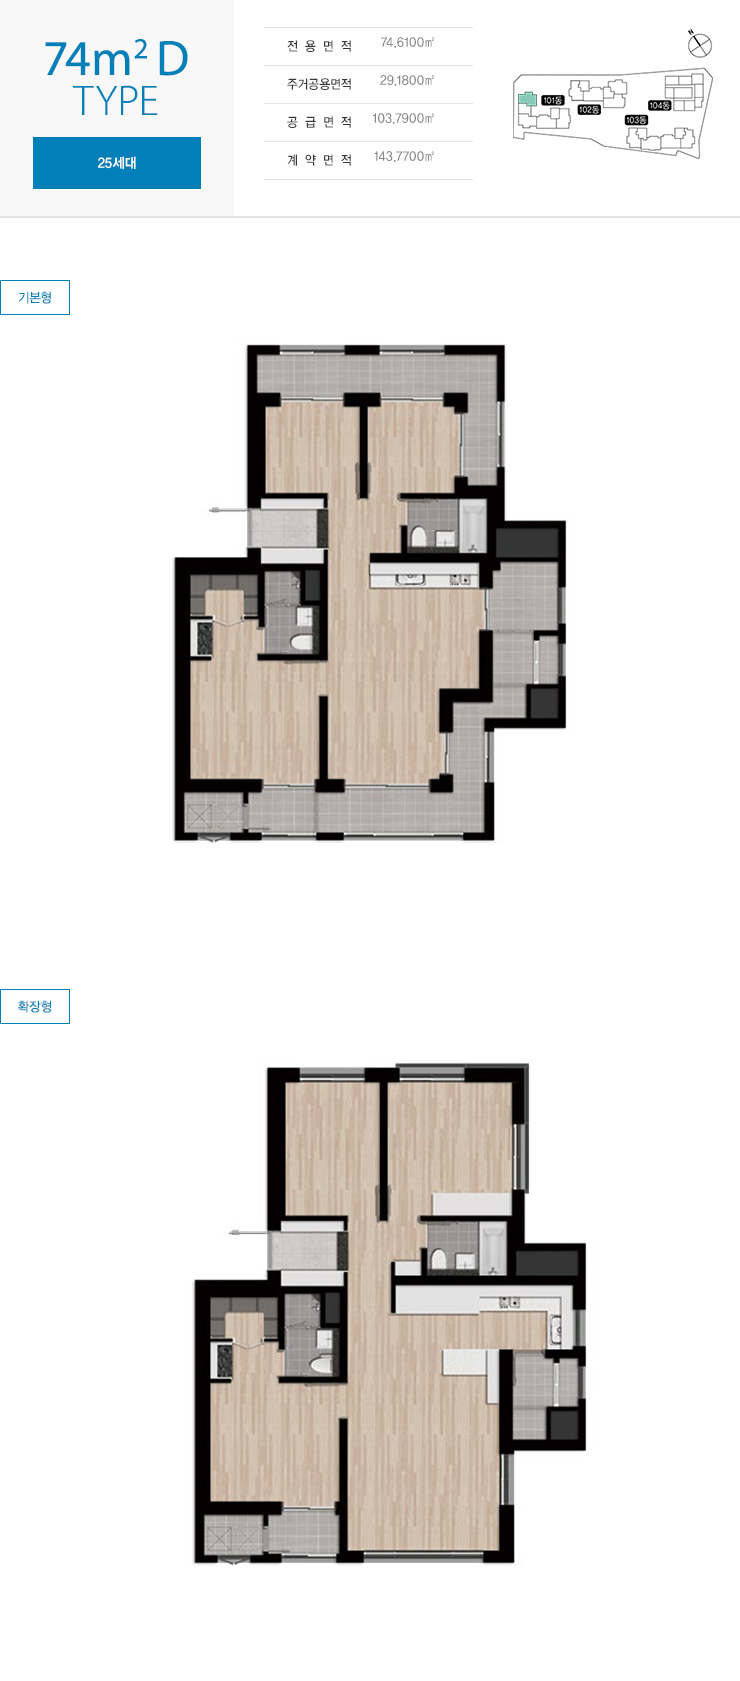 74m² D
TYPE
25세대
전용면적 74.6100㎡
주거공용면적 29.1800㎡
공급면적 103.7900㎡
계약면적 143.7700㎡
N
101동
102동
103동
104동
기본형
확장형